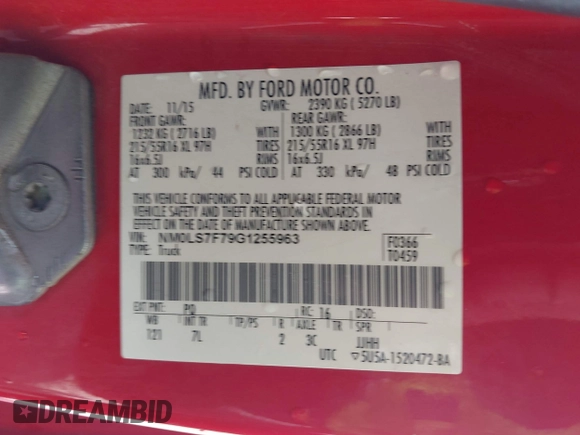 MFD. BY FORD MOTOR CO.
DATE: 11/15 GVWR: 2390 KG ( 5270 LB)
FRONT GAWR: REAR GAWR:
1232 KG ( 2716 LB) WITH 1300 KG ( 2866 LB) WITH
215/55R16 XL 97H TIRES 215/55R16 XL 97H TIRES
16x6.5J RIMS 16x6.5J RIMS
AT 300 kPa/ 44 PSI COLD AT 330 kPa/ 48 PSI COLD
THIS VEHICLE CONFORMS TO ALL APPLICABLE FEDERAL MOTOR
VEHICLE SAFETY AND THEFT PREVENTION STANDARDS IN
EFFECT ON THE DATE OF MANUFACTURE SHOWN ABOVE.
VIN: NM0LS7F79G1255963 F0366
TYPE: Truck T0459
EXT PNT: PQ RC: 16 DSO:
WB INT TR TP/PS R AXLE TR SPR
121 7L 2 3C JJHH
UTC ▽5U5A-1520472-BA
DREAMBID